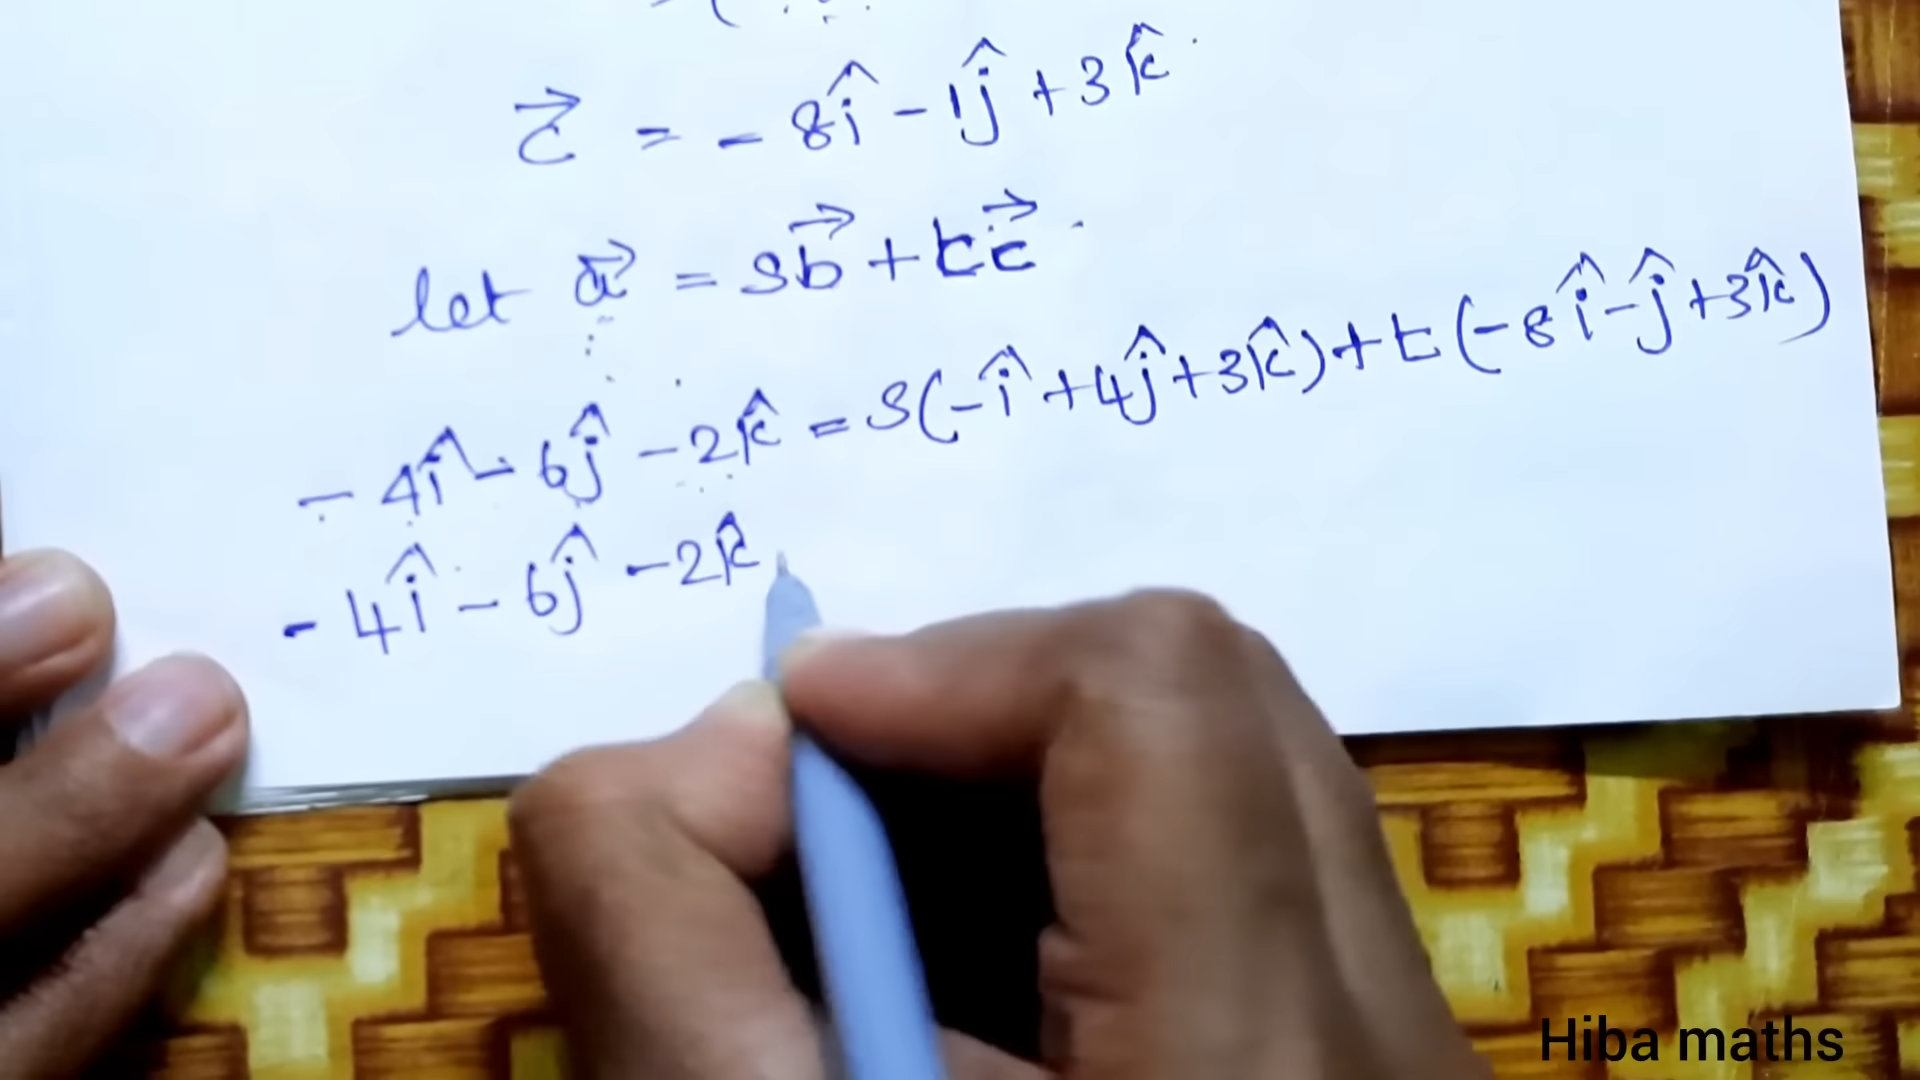 c⃗ = - 8î - 1ĵ + 3k̂
let a⃗ = sb⃗ + tc⃗
- 4î - 6ĵ - 2k̂ = s(-î + 4ĵ + 3k̂) + t(-8î - ĵ + 3k̂)
- 4î - 6ĵ - 2k̂
Hiba maths